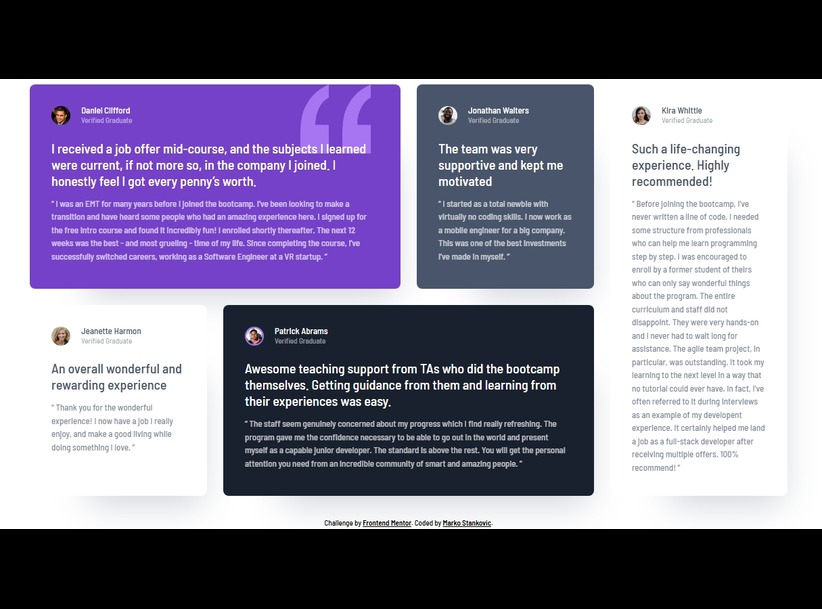 Daniel Clifford
Verified Graduate
I received a job offer mid-course, and the subjects I learned
were current, if not more so, in the company I joined. I
honestly feel I got every penny's worth.
" I was an EMT for many years before I joined the bootcamp. I've been looking to make a
transition and have heard some people who had an amazing experience here. I signed up for
the free intro course and found it incredibly fun! I enrolled shortly thereafter. The next 12
weeks was the best - and most grueling - time of my life. Since completing the course, I've
successfully switched careers, working as a Software Engineer at a VR startup. "
Jonathan Walters
Verified Graduate
The team was very
supportive and kept me
motivated
" I started as a total newbie with
virtually no coding skills. I now work as
a mobile engineer for a big company.
This was one of the best investments
I've made in myself. "
Kira Whittle
Verified Graduate
Such a life-changing
experience. Highly
recommended!
" Before joining the bootcamp, I've
never written a line of code. I needed
some structure from professionals
who can help me learn programming
step by step. I was encouraged to
enroll by a former student of theirs
who can only say wonderful things
about the program. The entire
curriculum and staff did not
disappoint. They were very hands-on
and I never had to wait long for
assistance. The agile team project, in
particular, was outstanding. It took my
learning to the next level in a way that
no tutorial could ever have. In fact, I've
often referred to it during interviews
as an example of my developent
experience. It certainly helped me land
a job as a full-stack developer after
receiving multiple offers. 100%
recommend! "
Jeanette Harmon
Verified Graduate
An overall wonderful and
rewarding experience
" Thank you for the wonderful
experience! I now have a job I really
enjoy, and make a good living while
doing something I love. "
Patrick Abrams
Verified Graduate
Awesome teaching support from TAs who did the bootcamp
themselves. Getting guidance from them and learning from
their experiences was easy.
" The staff seem genuinely concerned about my progress which I find really refreshing. The
program gave me the confidence necessary to be able to go out in the world and present
myself as a capable junior developer. The standard is above the rest. You will get the personal
attention you need from an incredible community of smart and amazing people. "
Challenge by Frontend Mentor. Coded by Marko Stankovic.